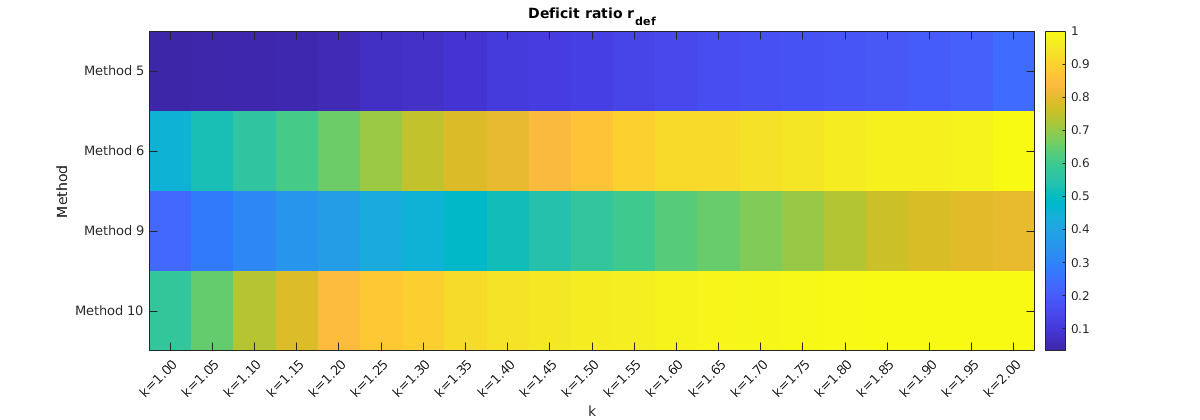 Deficit ratio r_def
Method 5
Method 6
Method 9
Method 10
Method
k=1.00
k=1.05
k=1.10
k=1.15
k=1.20
k=1.25
k=1.30
k=1.35
k=1.40
k=1.45
k=1.50
k=1.55
k=1.60
k=1.65
k=1.70
k=1.75
k=1.80
k=1.85
k=1.90
k=1.95
k=2.00
k
1
0.9
0.8
0.7
0.6
0.5
0.4
0.3
0.2
0.1